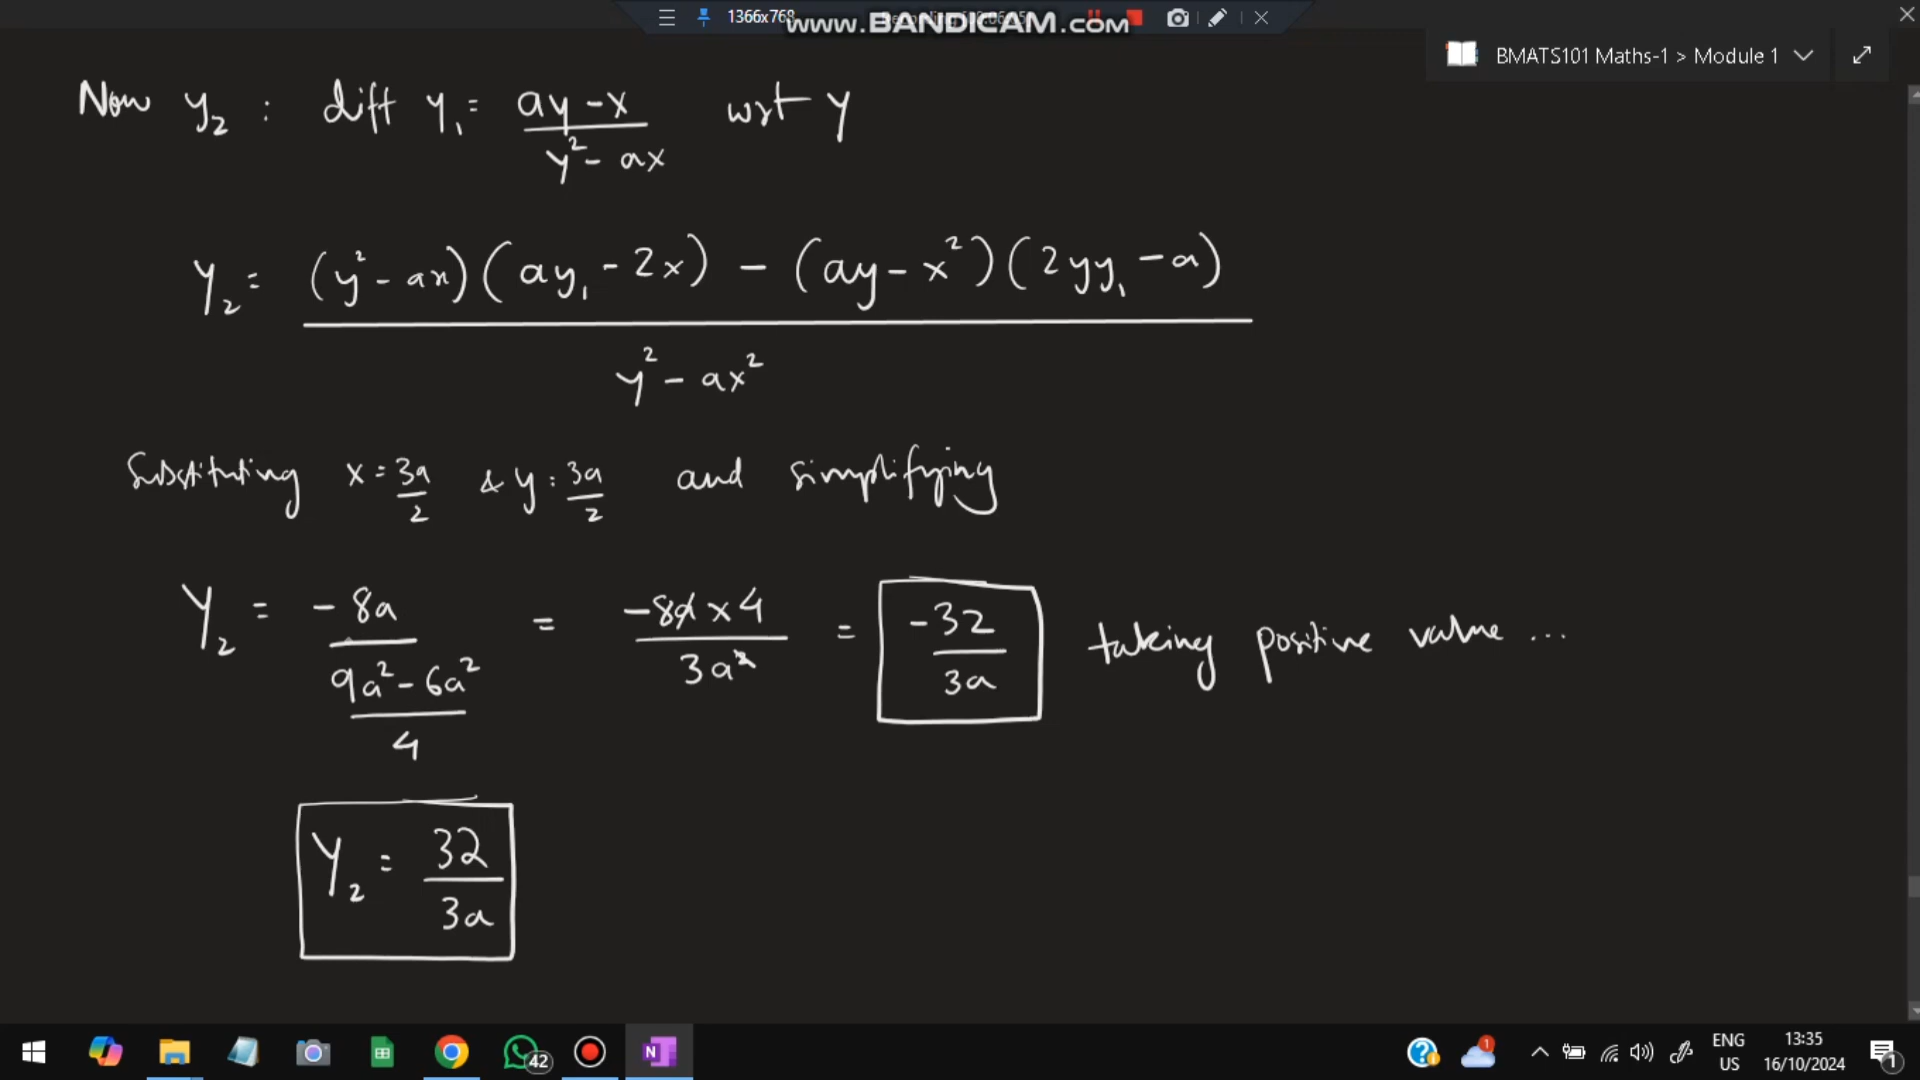 1366x768
www.BANDICAM.com
BMATS101 Maths-1 > Module 1
Now y₂ : diff y₁ = (ay - x)/(y² - ax) wrt y
y₂ = ((y² - ax)(ay₁ - 2x) - (ay - x²)(2yy₁ - a))/(y² - ax²)
Substituting x = 3a/2 & y = 3a/2 and simplifying
y₂ = -8a/((9a² - 6a²)/4) = (-8a x 4)/(3a²) = -32/3a taking positive value ...
y₂ = 32/3a
42
N
1
ENG
US
13:35
16/10/2024
1